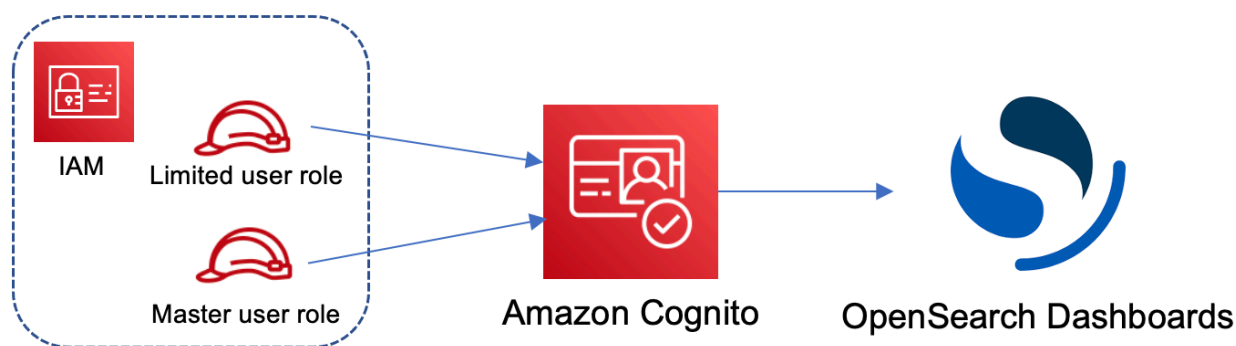 IAM
Limited user role
Master user role
Amazon Cognito
OpenSearch Dashboards